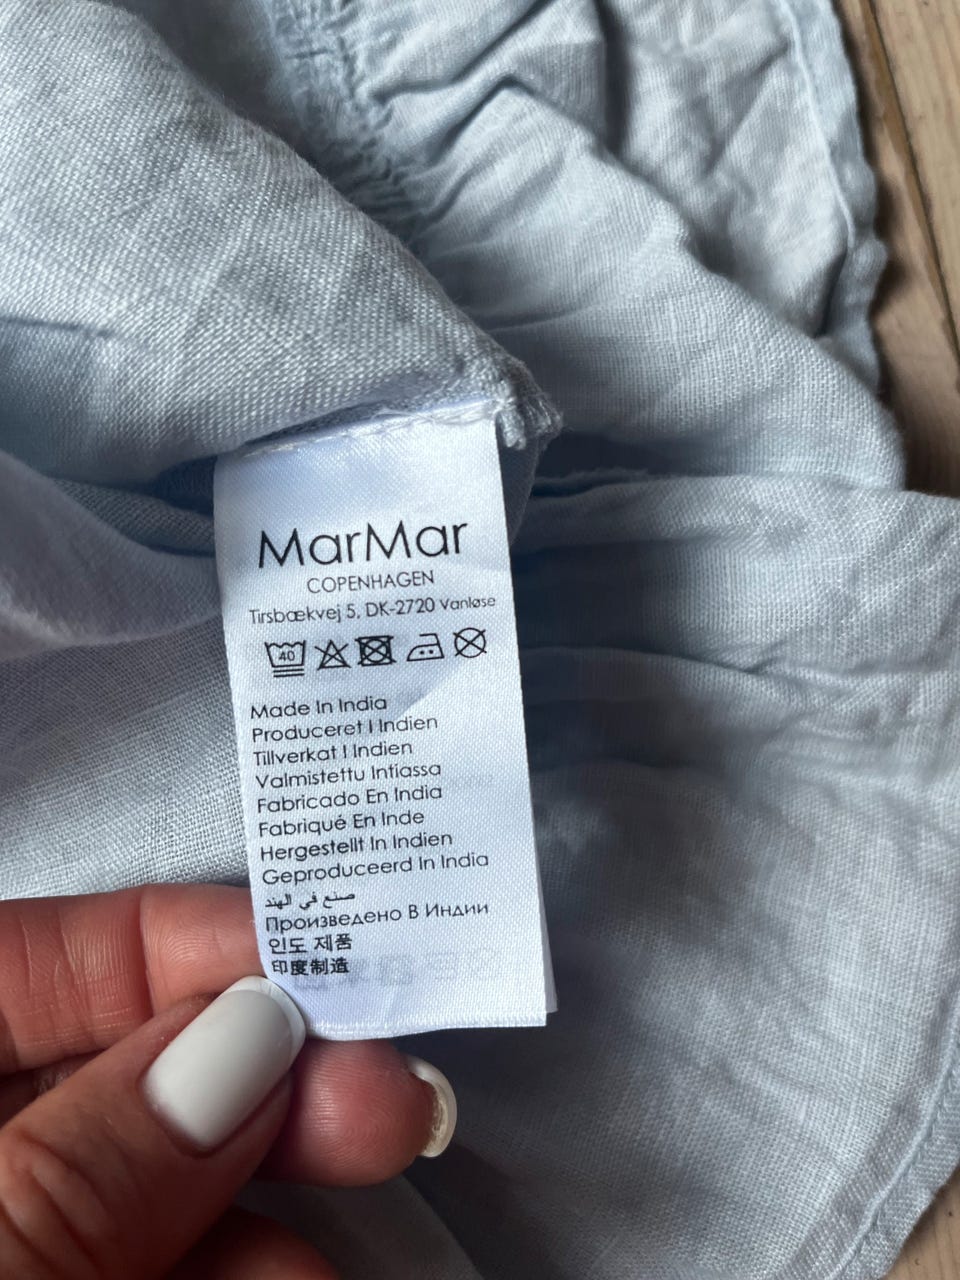 MarMar
COPENHAGEN
Tirsbækvej 5, DK-2720 Vanløse
40
Made In India
Produceret I Indien
Tillverkat I Indien
Valmistettu Intiassa
Fabricado En India
Fabriqué En Inde
Hergestellt In Indien
Geproduceerd In India
صنع في الهند
Произведено В Индии
인도 제품
印度制造